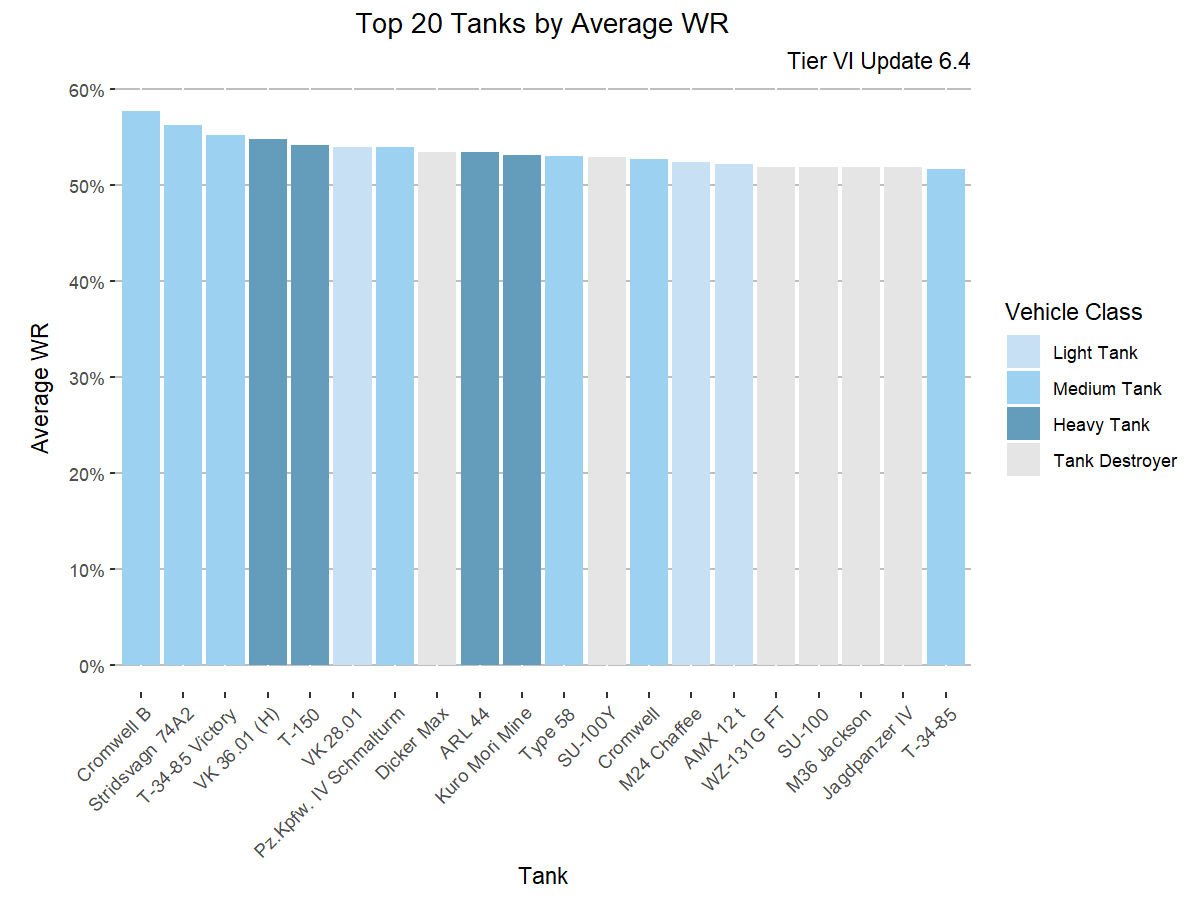 Top 20 Tanks by Average WR
Tier VI Update 6.4
60%
50%
40%
30%
20%
10%
0%
Average WR
Cromwell B
Stridsvagn 74A2
T-34-85 Victory
VK 36.01 (H)
T-150
VK 28.01
Pz.Kpfw. IV Schmalturm
Dicker Max
ARL 44
Kuro Mori Mine
Type 58
SU-100Y
Cromwell
M24 Chaffee
AMX 12 t
WZ-131G FT
SU-100
M36 Jackson
Jagdpanzer IV
T-34-85
Tank
Vehicle Class
Light Tank
Medium Tank
Heavy Tank
Tank Destroyer